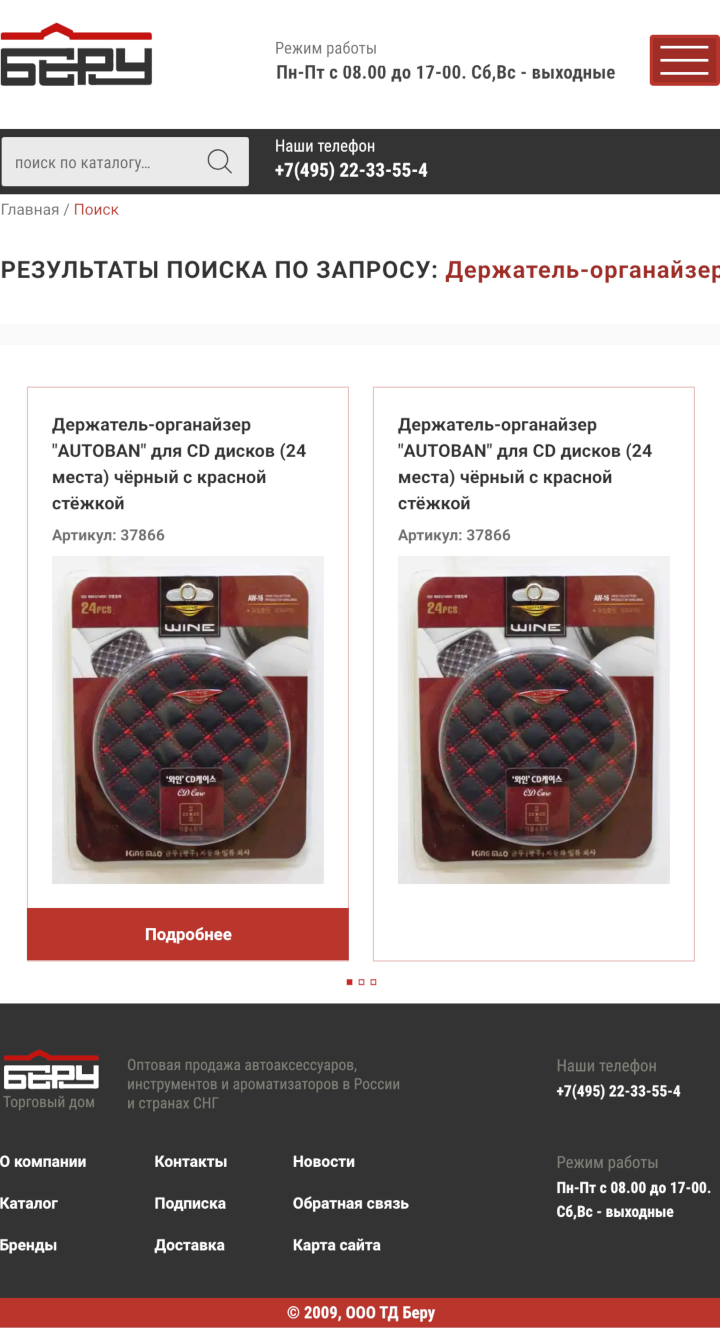 БЕРУ
Режим работы
Пн-Пт с 08.00 до 17-00. Сб,Вс - выходные
поиск по каталогу...
Наши телефон
+7(495) 22-33-55-4
Главная / Поиск
РЕЗУЛЬТАТЫ ПОИСКА ПО ЗАПРОСУ: Держатель-органайзер
Держатель-органайзер
"AUTOBAN" для CD дисков (24
места) чёрный с красной
стёжкой
Артикул: 37866
24PCS
AW-16
WINE
'와인' CD케이스
CD Case
Подробнее
Держатель-органайзер
"AUTOBAN" для CD дисков (24
места) чёрный с красной
стёжкой
Артикул: 37866
24PCS
AW-16
WINE
'와인' CD케이스
CD Case
БЕРУ
Торговый дом
Оптовая продажа автоаксессуаров,
инструментов и ароматизаторов в России
и странах СНГ
Наши телефон
+7(495) 22-33-55-4
О компании
Контакты
Новости
Каталог
Подписка
Обратная связь
Бренды
Доставка
Карта сайта
Режим работы
Пн-Пт с 08.00 до 17-00.
Сб,Вс - выходные
© 2009, ООО ТД Беру